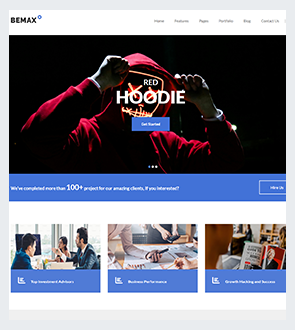 BEMAX
Home Features Pages Portfolio Blog Contact Us
RED
HOODIE
Get Started
We've completed more than 100+ project for our amazing clients, If you interested?
Hire Us
Top Investment Advisors
Business Performance
Growth Hacking and Success